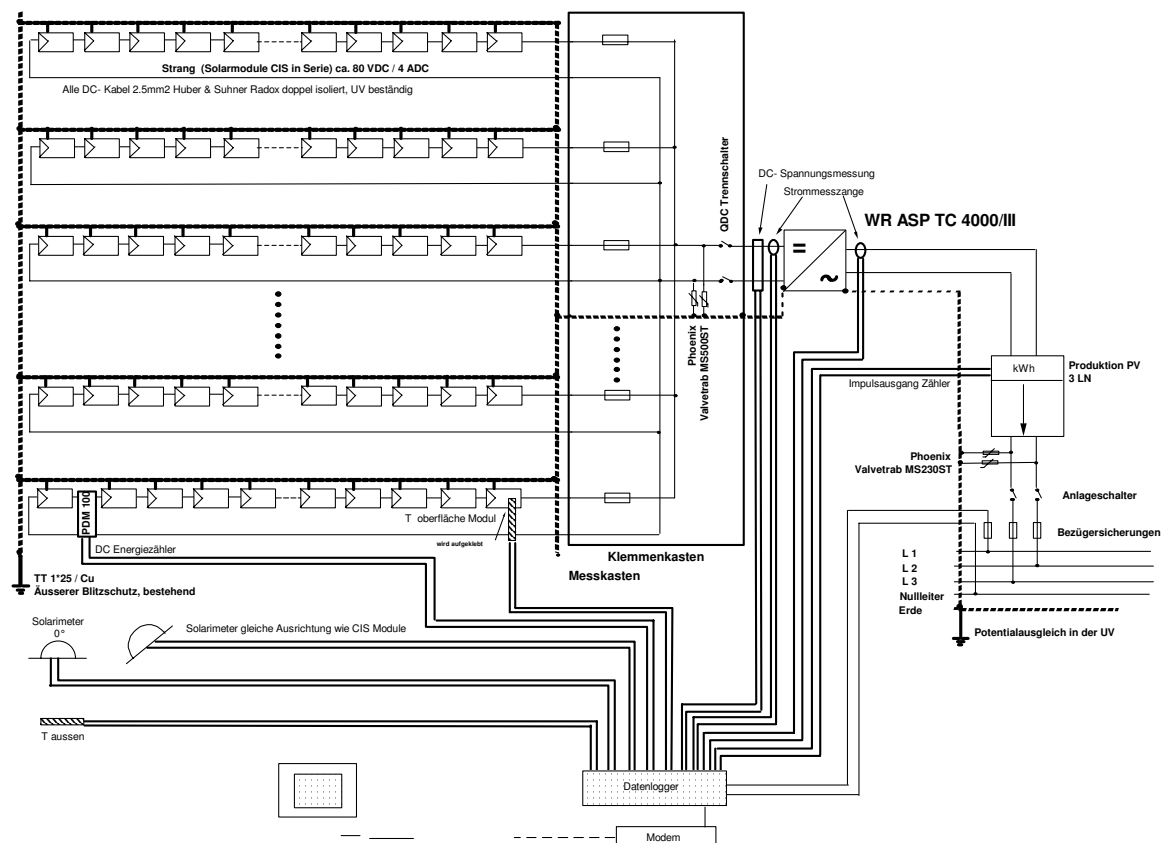 Strang (Solarmodule CIS in Serie) ca. 80 VDC / 4 ADC
Alle DC- Kabel 2.5mm2 Huber & Suhner Radox doppel isoliert, UV beständig
QDC Trennschalter
DC- Spannungsmessung
Strommesszange
WR ASP TC 4000/III
=
~
Phoenix
Valvetrab MS500ST
Impulsausgang Zähler
kWh
Produktion PV
3 LN
Phoenix
Valvetrab MS230ST
Anlageschalter
Bezügersicherungen
PDM 100
T oberfläche Modul
wird aufgeklebt
DC Energiezähler
Klemmenkasten
Messkasten
L 1
L 2
L 3
Nulleiter
Erde
Potentialausgleich in der UV
TT 1*25 / Cu
Äusserer Blitzschutz, bestehend
Solarimeter
0°
Solarimeter gleiche Ausrichtung wie CIS Module
T aussen
Datenlogger
Modem